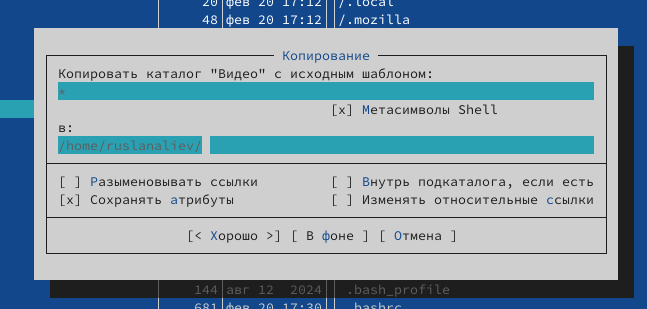 20 фев 20 17:12 /.local
48 фев 20 17:12 /.mozilla
Копирование
Копировать каталог "Видео" с исходным шаблоном:
*
[x] Метасимволы Shell
в:
/home/ruslanaliev/
[ ] Разыменовывать ссылки [ ] Внутрь подкаталога, если есть
[x] Сохранять атрибуты [ ] Изменять относительные ссылки
[< Хорошо >] [ В фоне ] [ Отмена ]
144 авг 12 2024 .bash_profile
681 фев 20 17:30 .bashrc